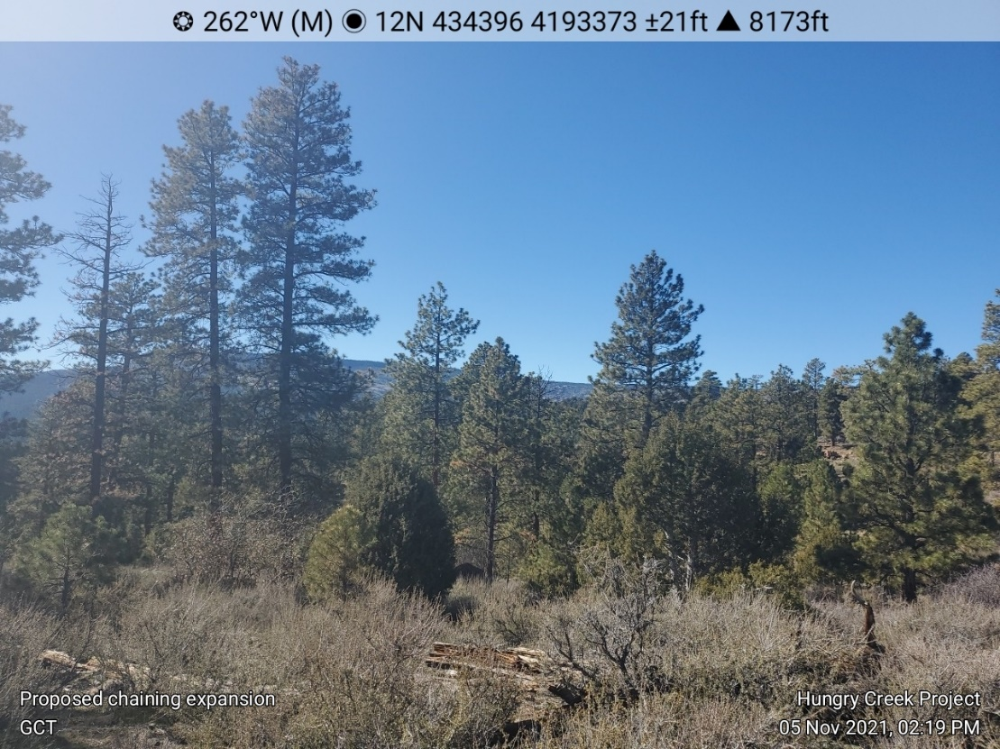 262°W (M) 12N 434396 4193373 ±21ft ▲ 8173ft
Proposed chaining expansion
GCT
Hungry Creek Project
05 Nov 2021, 02:19 PM